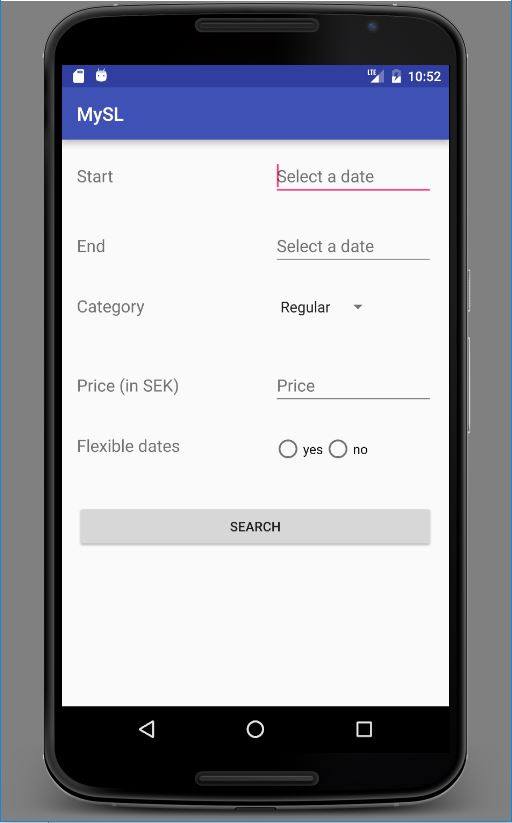 LTE 10:52
MySL
Start Select a date
End Select a date
Category Regular
Price (in SEK) Price
Flexible dates yes no
SEARCH